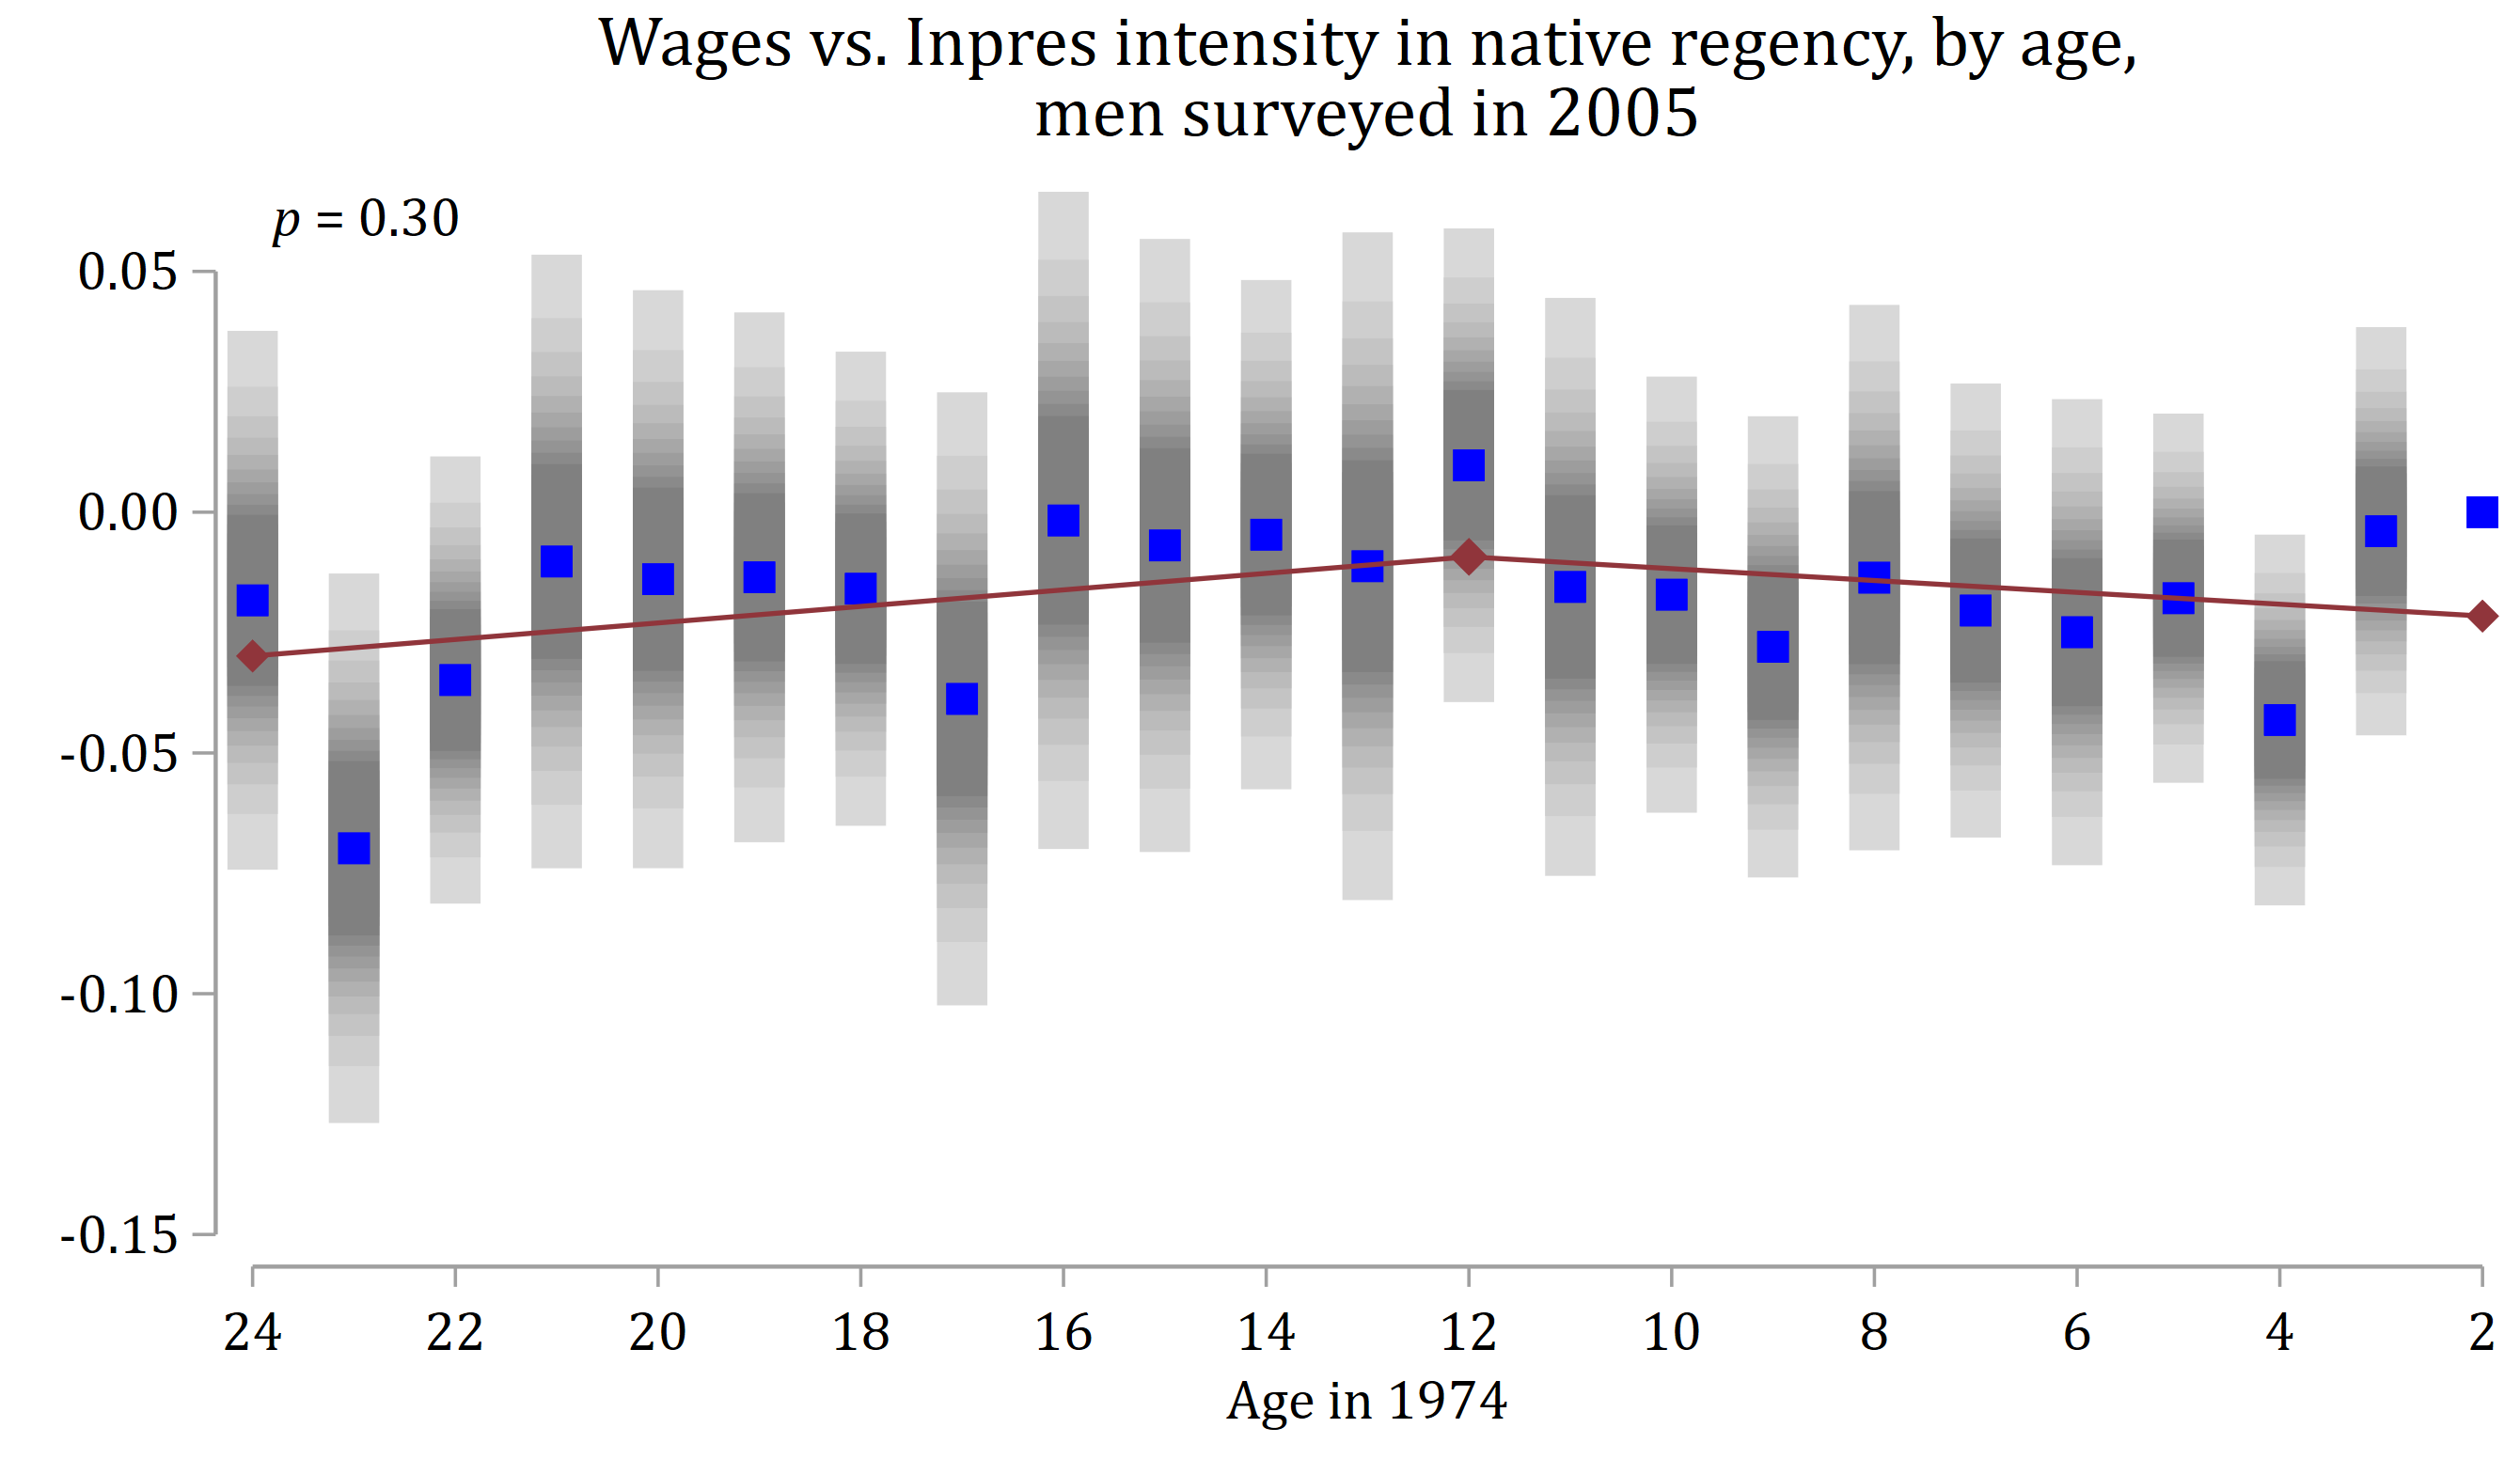 Wages vs. Inpres intensity in native regency, by age,
men surveyed in 2005
p = 0.30
0.05
0.00
-0.05
-0.10
-0.15
24 22 20 18 16 14 12 10 8 6 4 2
Age in 1974